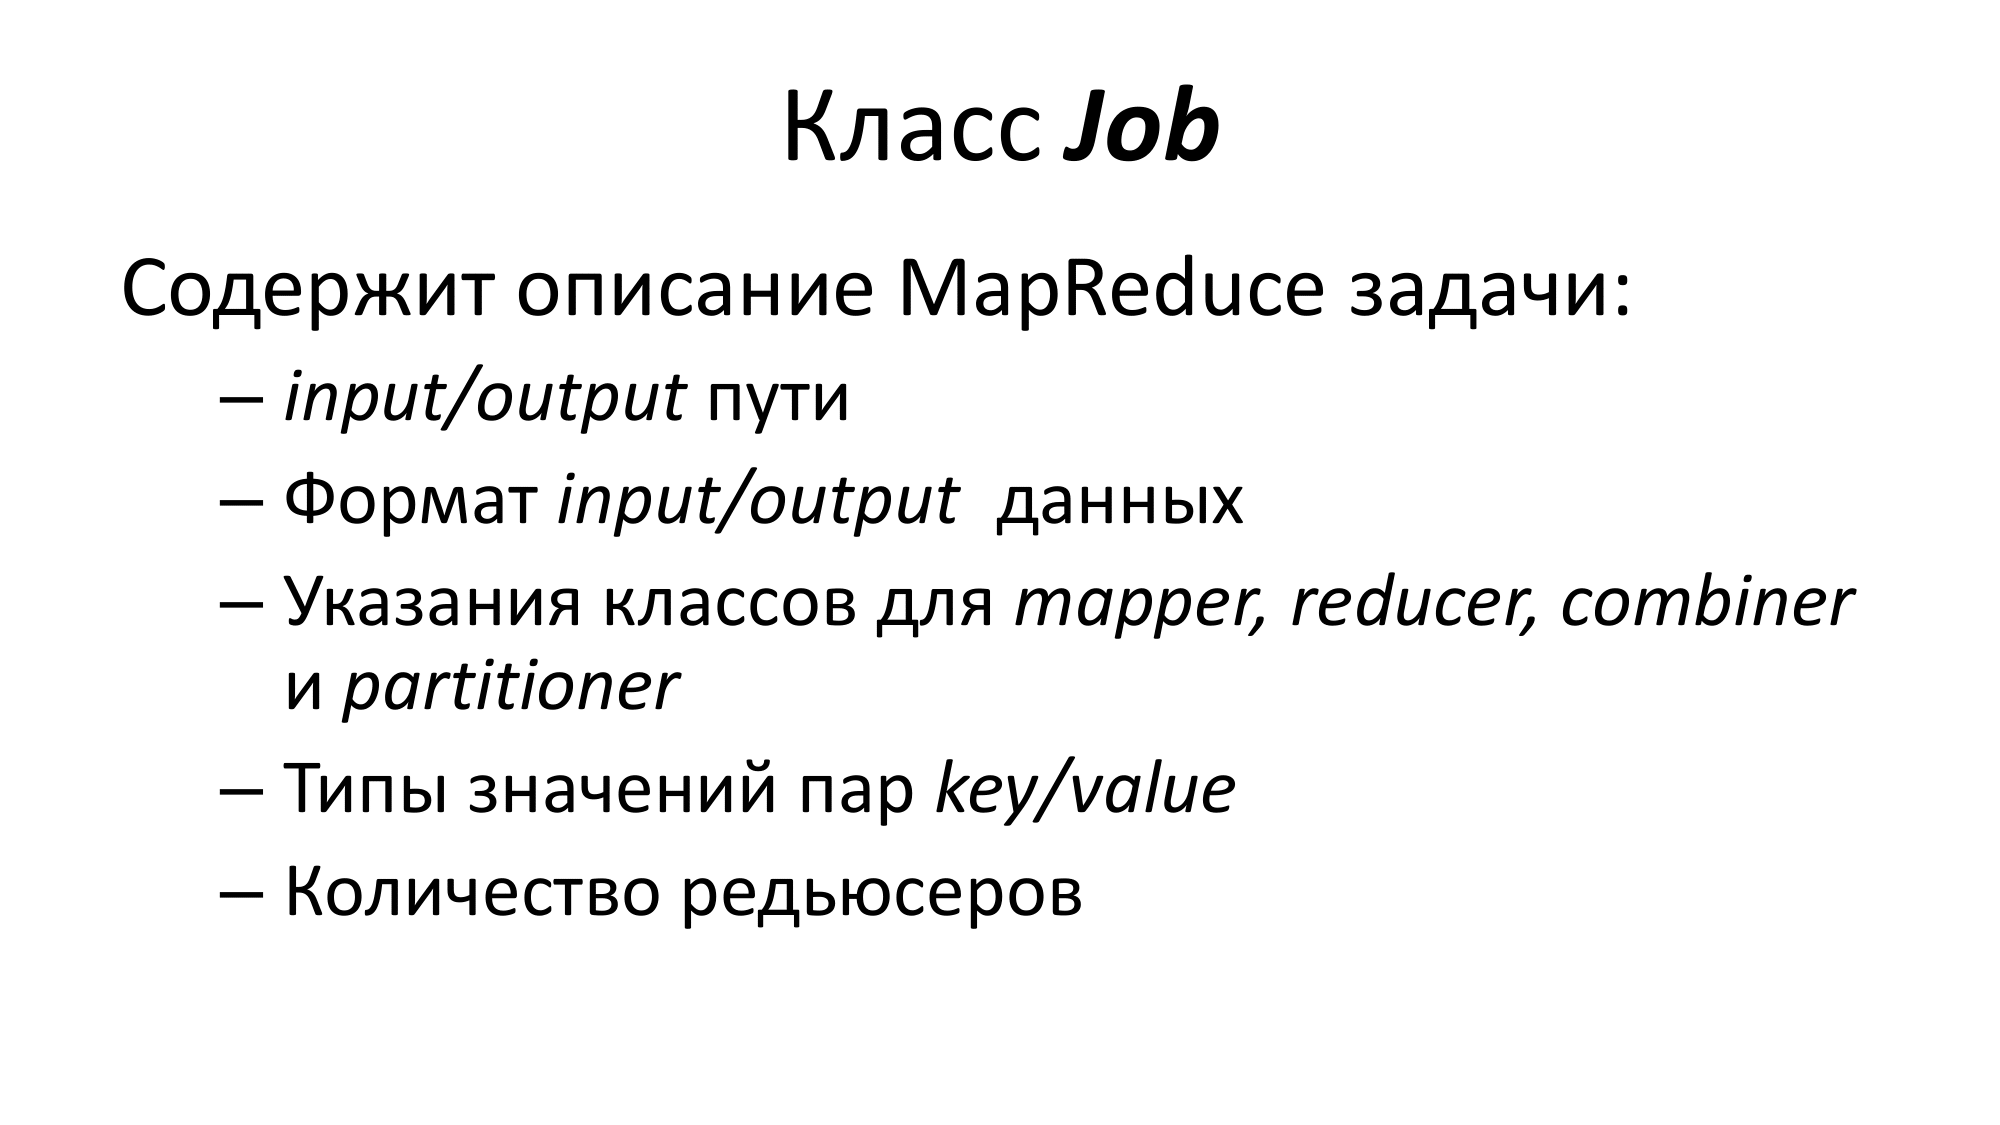 Класс Job
Содержит описание MapReduce задачи:
– input/output пути
– Формат input/output  данных
– Указания классов для mapper, reducer, combiner
и partitioner
– Типы значений пар key/value
– Количество редьюсеров